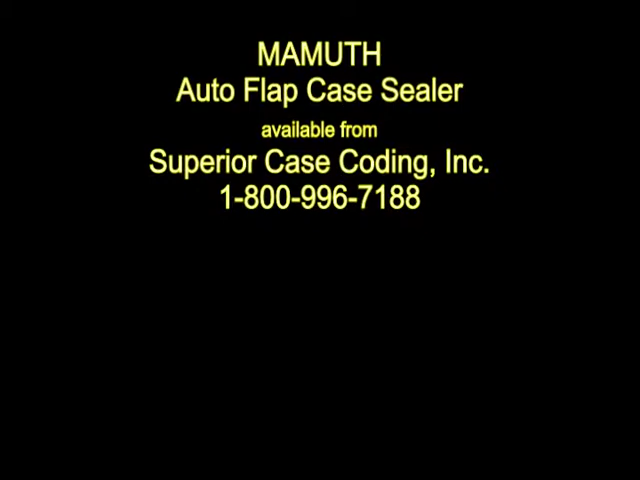 MAMUTH
Auto Flap Case Sealer
available from
Superior Case Coding, Inc.
1-800-996-7188